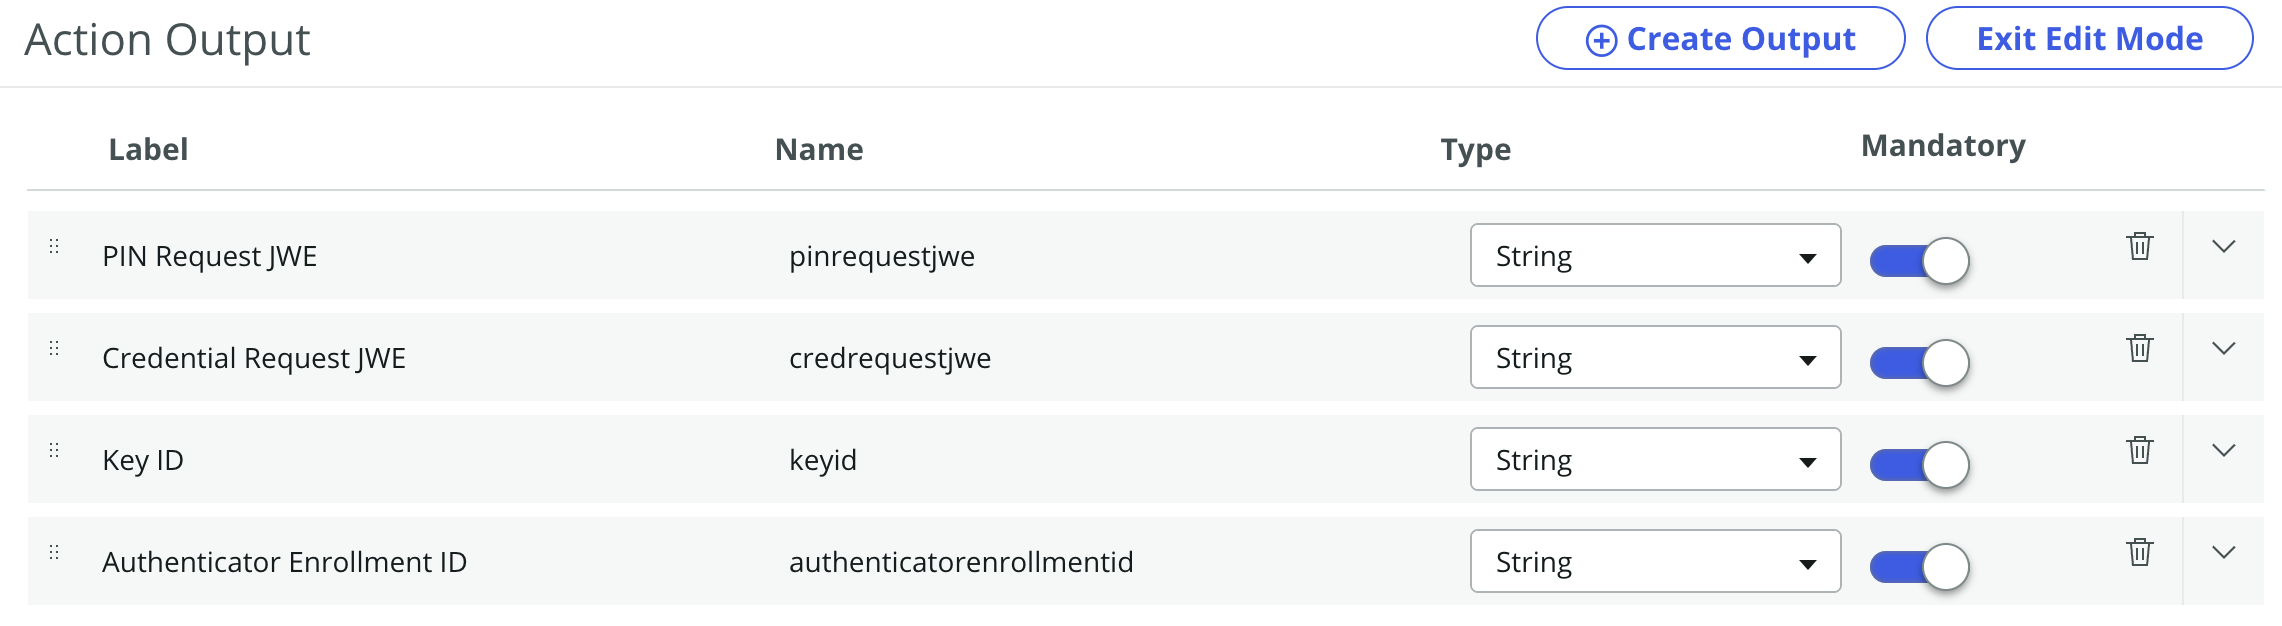 Action Output
Create Output
Exit Edit Mode
Label Name Type Mandatory
PIN Request JWE pinrequestjwe String
Credential Request JWE credrequestjwe String
Key ID keyid String
Authenticator Enrollment ID authenticatorenrollmentid String